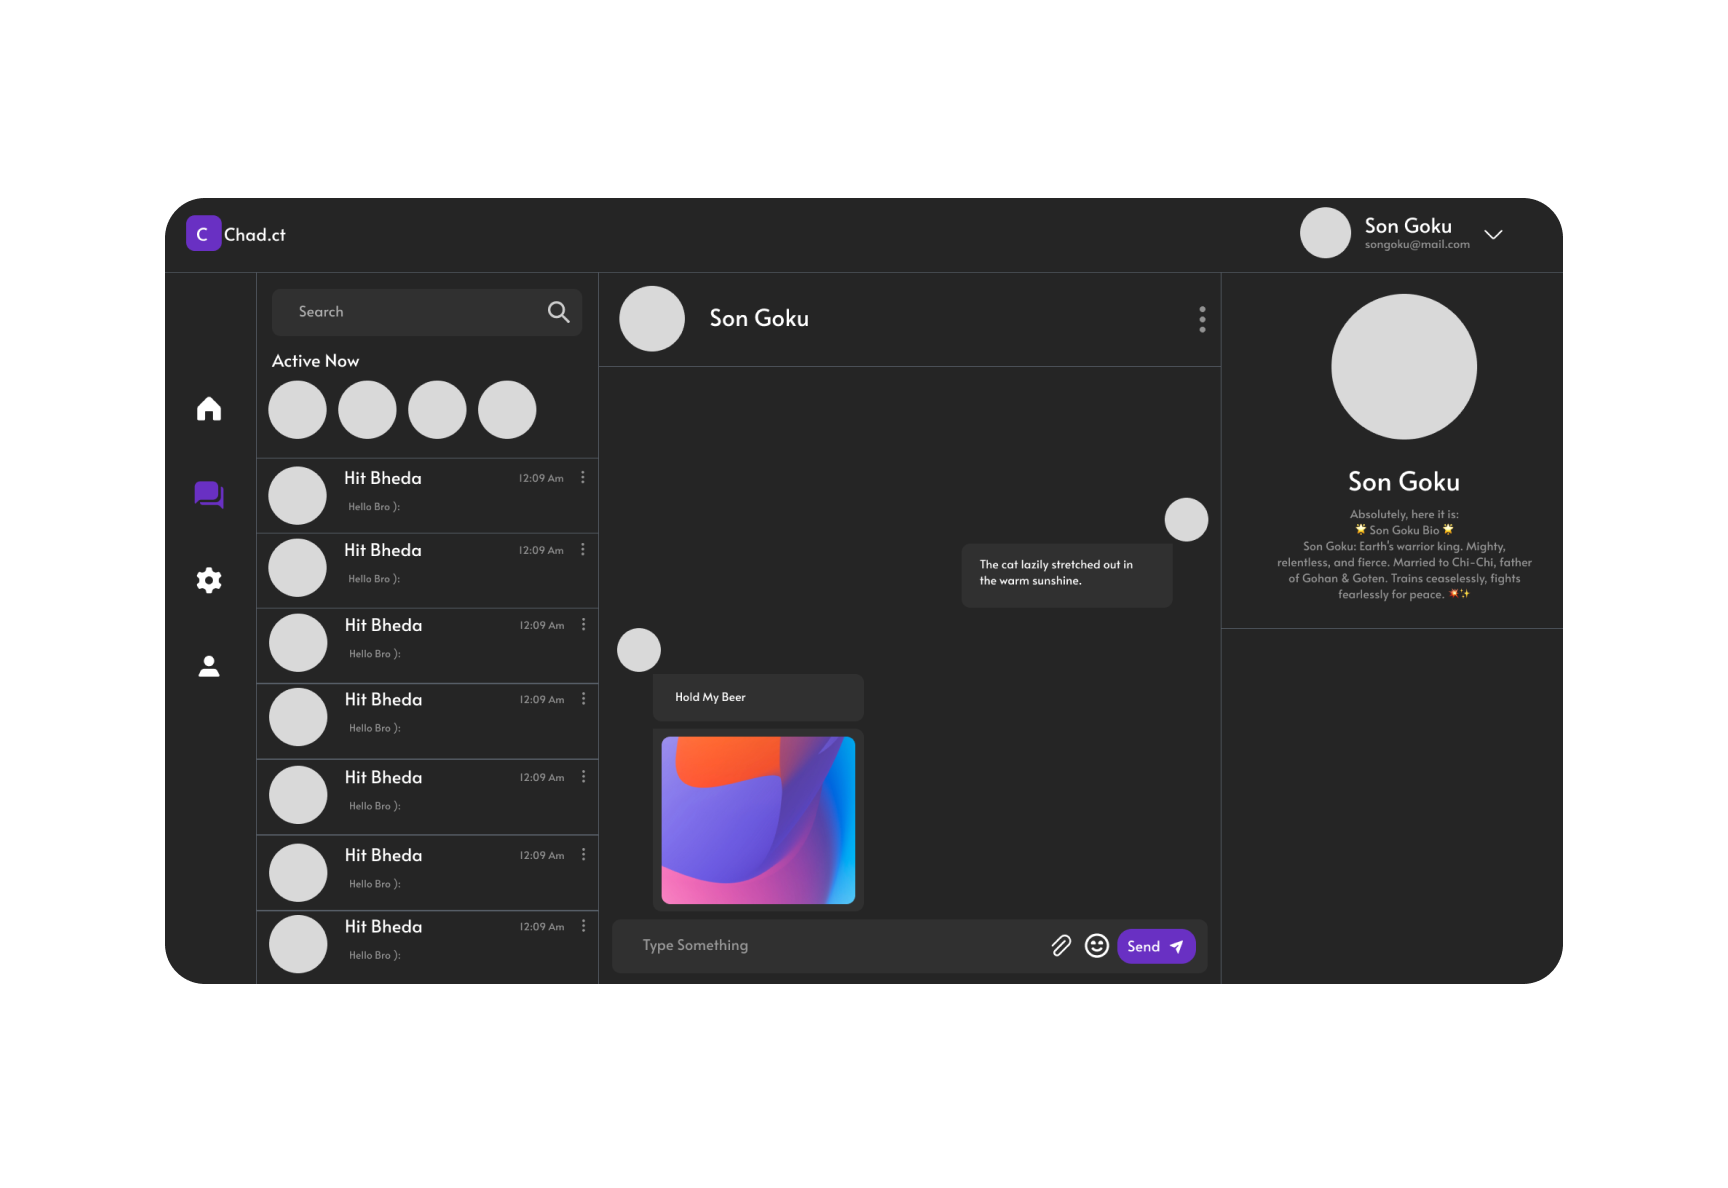 C Chad.ct
Son Goku
songoku@mail.com
Search
Active Now
Hit Bheda
12:09 Am
Hello Bro ):
Hit Bheda
12:09 Am
Hello Bro ):
Hit Bheda
12:09 Am
Hello Bro ):
Hit Bheda
12:09 Am
Hello Bro ):
Hit Bheda
12:09 Am
Hello Bro ):
Hit Bheda
12:09 Am
Hello Bro ):
Hit Bheda
12:09 Am
Hello Bro ):
Son Goku
The cat lazily stretched out in
the warm sunshine.
Hold My Beer
Type Something
Send
Son Goku
Absolutely, here it is:
🌟 Son Goku Bio 🌟
Son Goku: Earth's warrior king. Mighty,
relentless, and fierce. Married to Chi-Chi, father
of Gohan & Goten. Trains ceaselessly, fights
fearlessly for peace. 💥✨